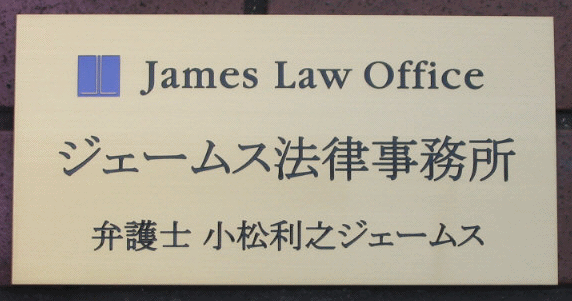 James Law Office
ジェームス法律事務所
弁護士 小松利之ジェームス